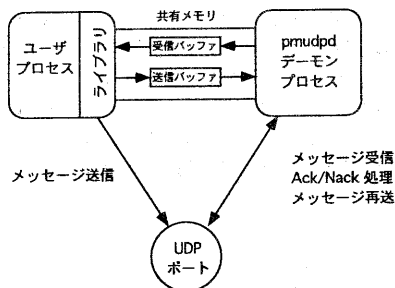 共有メモリ
ユーザ
プロセス
ライブラリ
受信バッファ
送信バッファ
pmudpd
デーモン
プロセス
メッセージ送信
メッセージ受信
Ack/Nack 処理
メッセージ再送
UDP
ポート